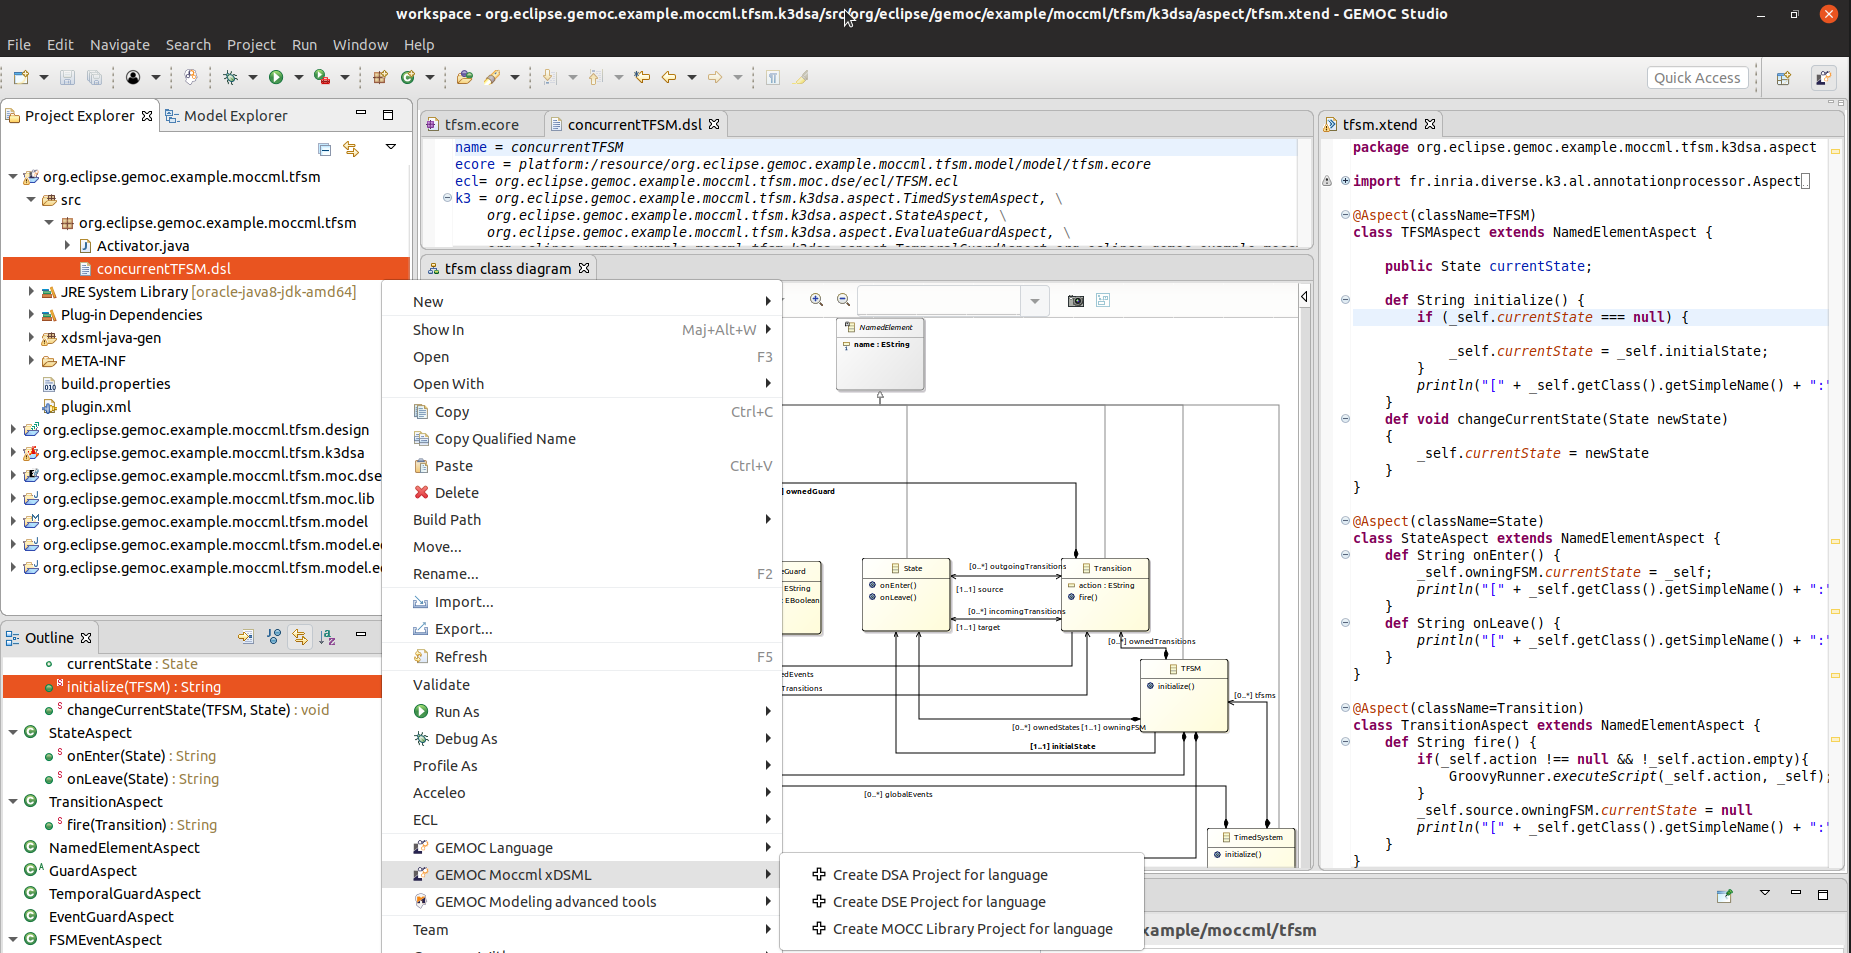 workspace - org.eclipse.gemoc.example.moccml.tfsm.k3dsa/src/org/eclipse/gemoc/example/moccml/tfsm/k3dsa/aspect/tfsm.xtend - GEMOC Studio
File Edit Navigate Search Project Run Window Help
Quick Access
Project Explorer
Model Explorer
org.eclipse.gemoc.example.moccml.tfsm
src
org.eclipse.gemoc.example.moccml.tfsm
Activator.java
concurrentTFSM.dsl
JRE System Library [oracle-java8-jdk-amd64]
Plug-in Dependencies
xdsml-java-gen
META-INF
build.properties
plugin.xml
org.eclipse.gemoc.example.moccml.tfsm.design
org.eclipse.gemoc.example.moccml.tfsm.k3dsa
org.eclipse.gemoc.example.moccml.tfsm.moc.dse
org.eclipse.gemoc.example.moccml.tfsm.moc.lib
org.eclipse.gemoc.example.moccml.tfsm.model
org.eclipse.gemoc.example.moccml.tfsm.model.e
org.eclipse.gemoc.example.moccml.tfsm.model.e
Outline
currentState : State
initialize(TFSM) : String
changeCurrentState(TFSM, State) : void
StateAspect
onEnter(State) : String
onLeave(State) : String
TransitionAspect
fire(Transition) : String
NamedElementAspect
GuardAspect
TemporalGuardAspect
EventGuardAspect
FSMEventAspect
New
Show In Maj+Alt+W
Open F3
Open With
Copy Ctrl+C
Copy Qualified Name
Paste Ctrl+V
Delete
Build Path
Move...
Rename... F2
Import...
Export...
Refresh F5
Validate
Run As
Debug As
Profile As
Acceleo
ECL
GEMOC Language
GEMOC Moccml xDSML
GEMOC Modeling advanced tools
Team
Create DSA Project for language
Create DSE Project for language
Create MOCC Library Project for language
tfsm.ecore
concurrentTFSM.dsl
name = concurrentTFSM
ecore = platform:/resource/org.eclipse.gemoc.example.moccml.tfsm.model/model/tfsm.ecore
ecl= org.eclipse.gemoc.example.moccml.tfsm.moc.dse/ecl/TFSM.ecl
k3 = org.eclipse.gemoc.example.moccml.tfsm.k3dsa.aspect.TimedSystemAspect, \
org.eclipse.gemoc.example.moccml.tfsm.k3dsa.aspect.StateAspect, \
org.eclipse.gemoc.example.moccml.tfsm.k3dsa.aspect.EvaluateGuardAspect, \
tfsm class diagram
NamedElement
name : EString
] ownedGuard
eGuard
EString
: EBoolean
State
onEnter()
onLeave()
[0..*] outgoingTransitions
[1..1] source
[0..*] incomingTransitions
[1..1] target
Transition
action : EString
fire()
[0..*] ownedTransitions
TFSM
initialize()
[0..*] tfsms
edEvents
Transitions
[0..*] ownedStates [1..1] owningFSM
[1..1] initialState
[0..*] globalEvents
TimedSystem
initialize()
xample/moccml/tfsm
tfsm.xtend
package org.eclipse.gemoc.example.moccml.tfsm.k3dsa.aspect
import fr.inria.diverse.k3.al.annotationprocessor.Aspect
@Aspect(className=TFSM)
class TFSMAspect extends NamedElementAspect {
public State currentState;
def String initialize() {
if (_self.currentState === null) {
_self.currentState = _self.initialState;
}
println("[" + _self.getClass().getSimpleName() + ":"
}
def void changeCurrentState(State newState)
{
_self.currentState = newState
}
}
@Aspect(className=State)
class StateAspect extends NamedElementAspect {
def String onEnter() {
_self.owningFSM.currentState = _self;
println("[" + _self.getClass().getSimpleName() + ":"
}
def String onLeave() {
println("[" + _self.getClass().getSimpleName() + ":"
}
}
@Aspect(className=Transition)
class TransitionAspect extends NamedElementAspect {
def String fire() {
if(_self.action !== null && !_self.action.empty){
GroovyRunner.executeScript(_self.action, _self);
}
_self.source.owningFSM.currentState = null
println("[" + _self.getClass().getSimpleName() + ":"
}
}